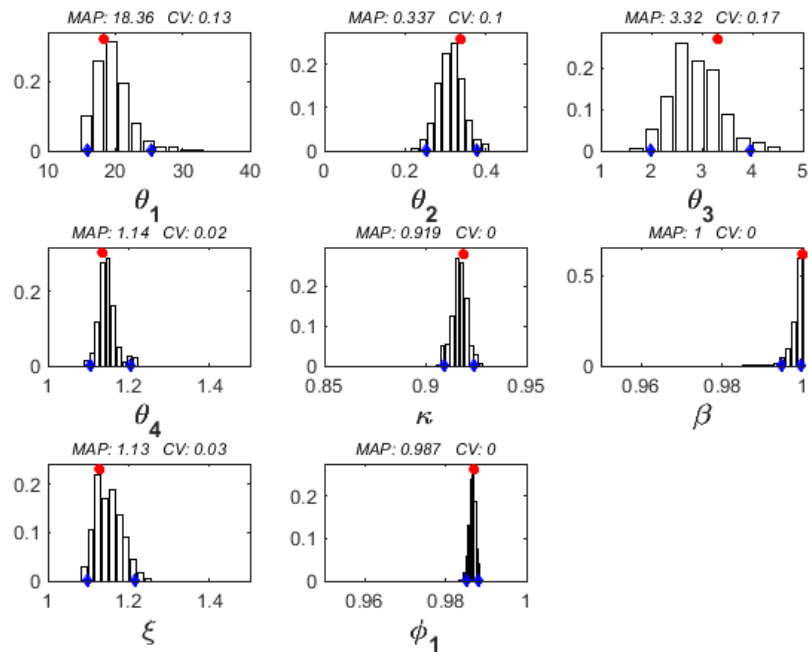 MAP: 18.36 CV: 0.13
MAP: 0.337 CV: 0.1
MAP: 3.32 CV: 0.17
0.2
0
10 20 30 40
θ1
0.2
0.1
0
0 0.2 0.4
θ2
0.2
0.1
0
1 2 3 4 5
θ3
MAP: 1.14 CV: 0.02
MAP: 0.919 CV: 0
MAP: 1 CV: 0
0.2
0
1 1.2 1.4
θ4
0.2
0.1
0
0.85 0.9 0.95
κ
0.5
0
0.96 0.98 1
β
MAP: 1.13 CV: 0.03
MAP: 0.987 CV: 0
0.2
0.1
0
1 1.2 1.4
ξ
0.2
0.1
0
0.96 0.98 1
ϕ1